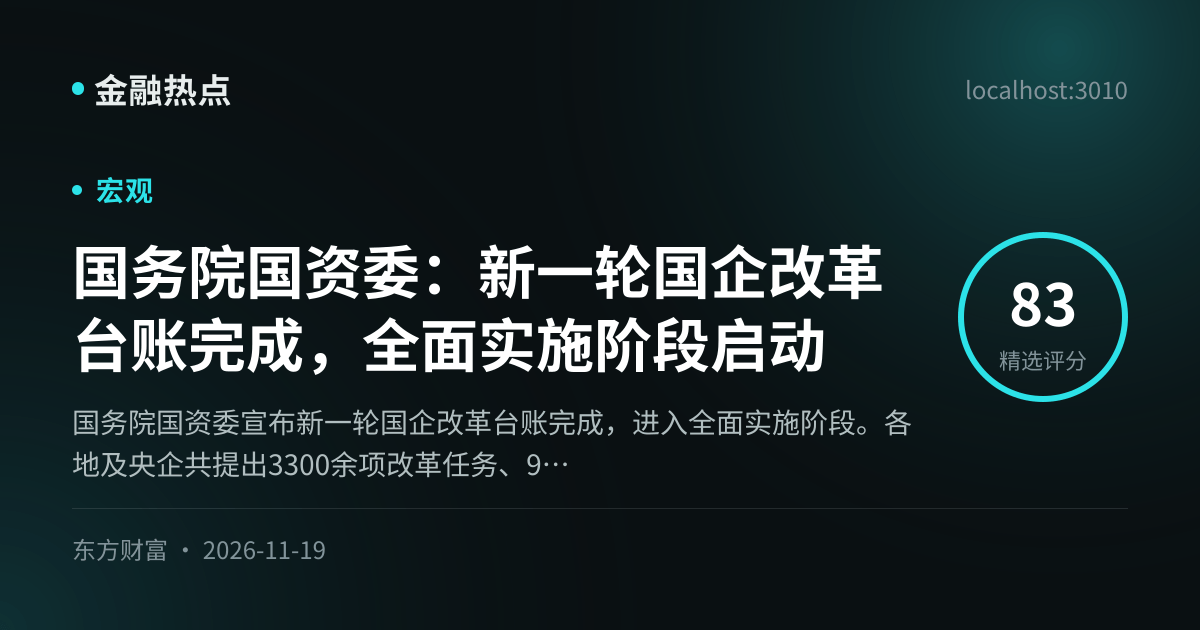 金融热点
localhost:3010
宏观
国务院国资委：新一轮国企改革
台账完成，全面实施阶段启动
83
精选评分
国务院国资委宣布新一轮国企改革台账完成，进入全面实施阶段。各
地及央企共提出3300余项改革任务、9…
东方财富 • 2026-11-19